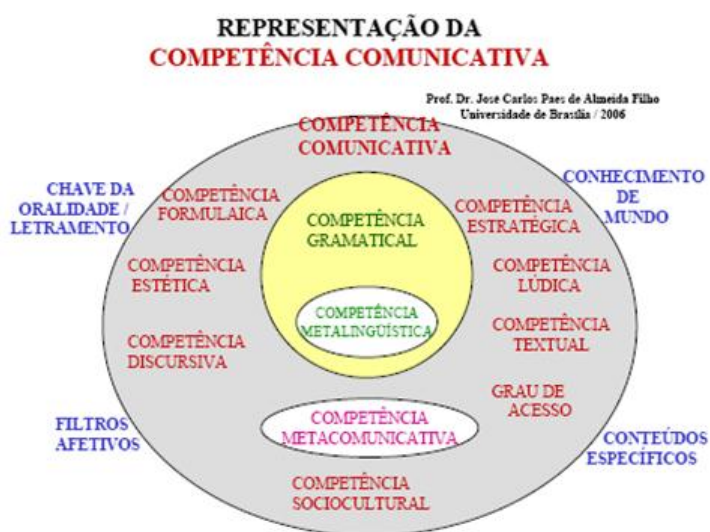 REPRESENTAÇÃO DA
COMPETÊNCIA COMUNICATIVA
Prof. Dr. José Carlos Paes de Almeida Filho
Universidade de Brasília / 2006
COMPETÊNCIA
COMUNICATIVA
CHAVE DA
ORALIDADE /
LETRAMENTO
COMPETÊNCIA
FORMULAICA
COMPETÊNCIA
GRAMATICAL
COMPETÊNCIA
ESTRATÉGICA
CONHECIMENTO
DE
MUNDO
COMPETÊNCIA
ESTÉTICA
COMPETÊNCIA
LÚDICA
COMPETÊNCIA
METALINGÜÍSTICA
COMPETÊNCIA
DISCURSIVA
COMPETÊNCIA
TEXTUAL
GRAU DE
ACESSO
FILTROS
AFETIVOS
COMPETÊNCIA
METACOMUNICATIVA
CONTEÚDOS
ESPECÍFICOS
COMPETÊNCIA
SOCIOCULTURAL